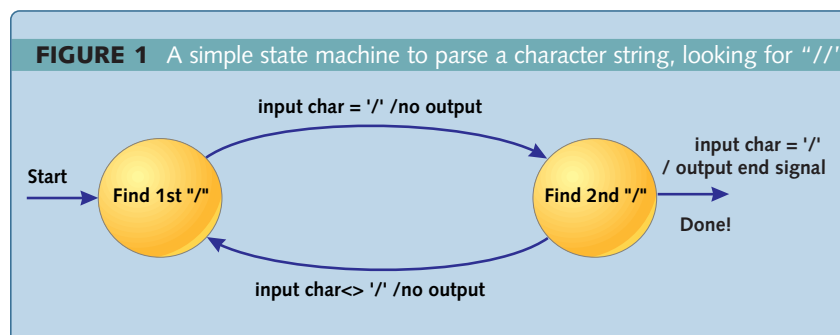 FIGURE 1 A simple state machine to parse a character string, looking for “//”
input char = '/' /no output
Start
Find 1st "/"
Find 2nd "/"
input char = '/'
/ output end signal
Done!
input char<> '/' /no output